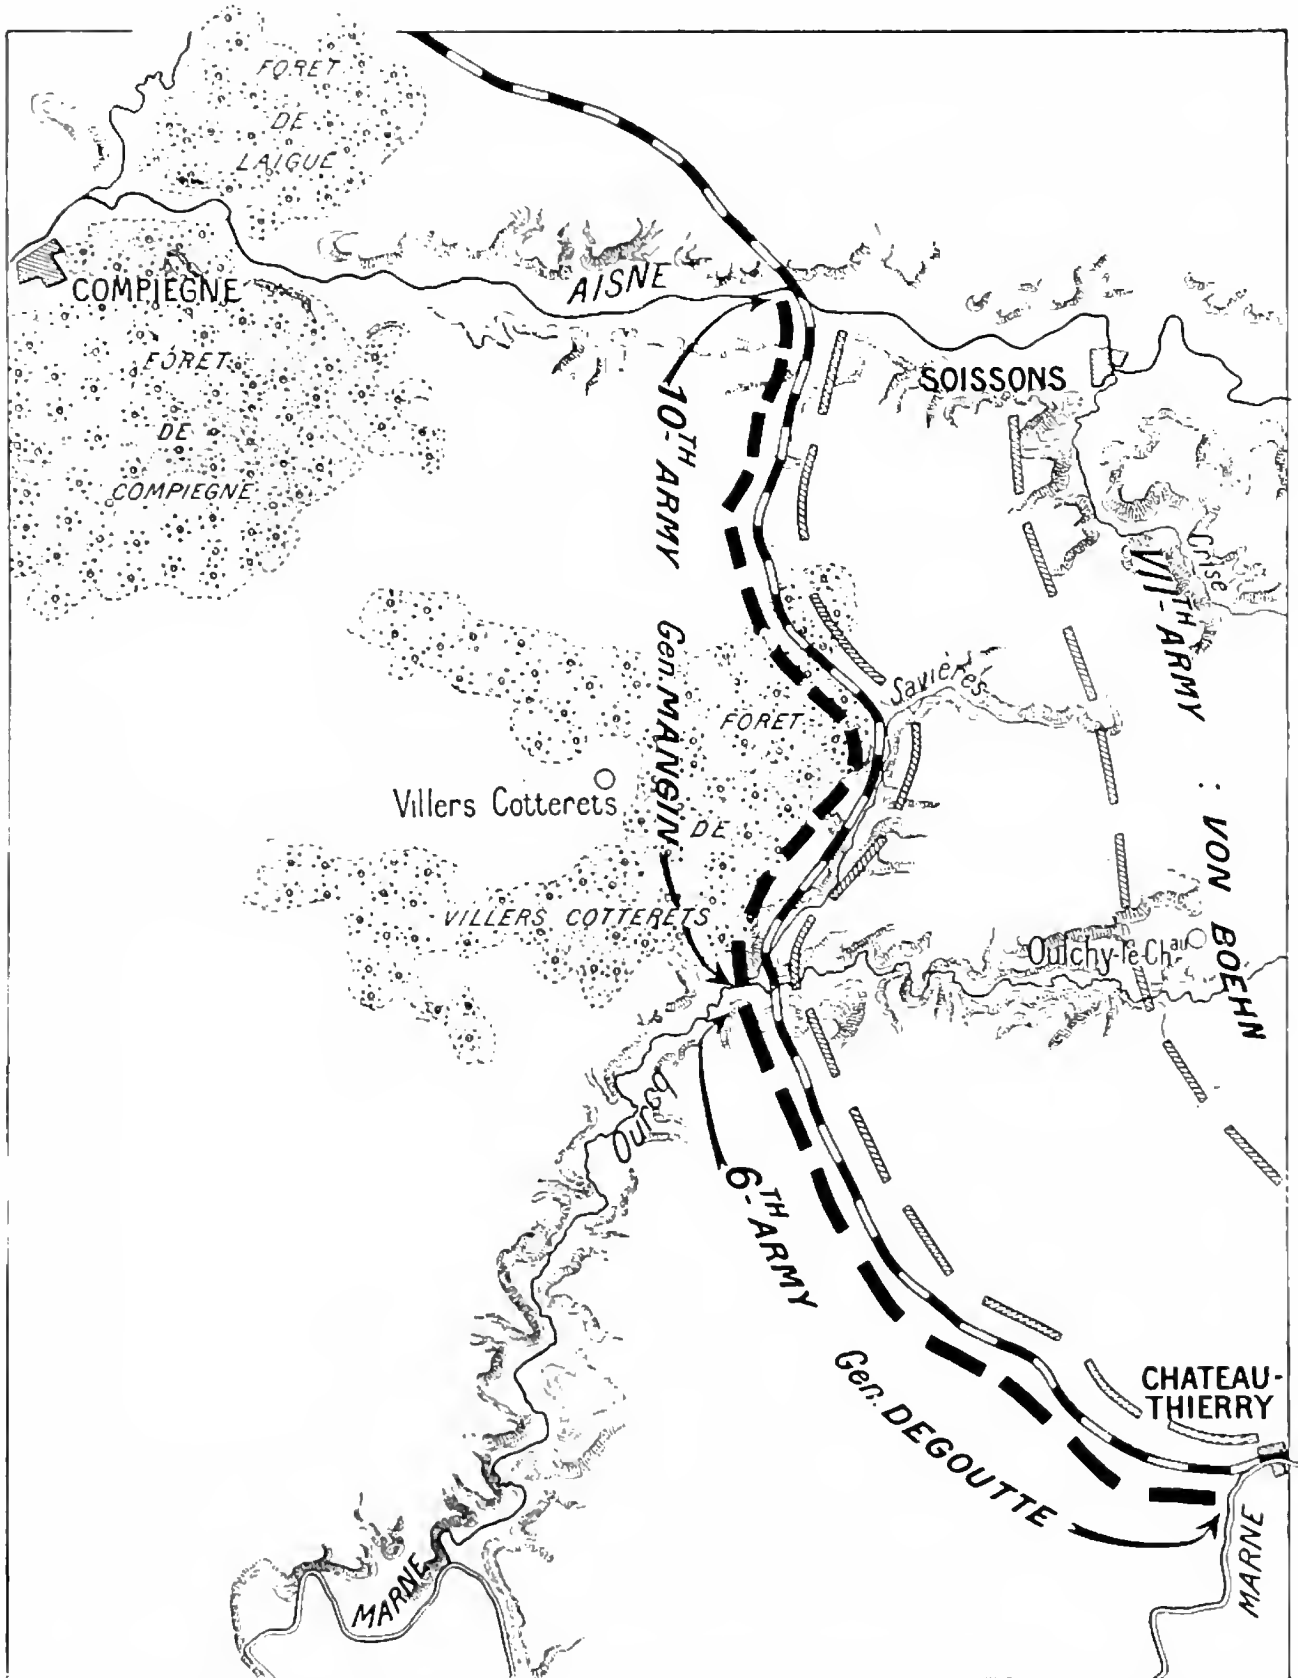 FORET
DE
LAIGUE
COMPIEGNE
AISNE
FORET
DE
COMPIEGNE
SOISSONS
10TH ARMY Gen. MANGIN
Crise
VIITH ARMY : VON BOEHN
Savières
FORET
DE
VILLERS COTTERETS
Villers Cotterets
Oulchy-le-Chau
Ourcq
6TH ARMY Gen. DEGOUTTE
CHATEAU-
THIERRY
MARNE
MARNE